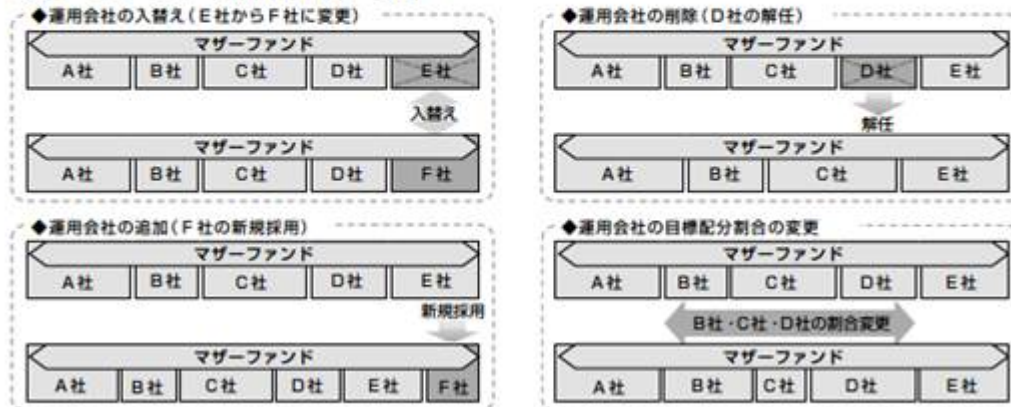 ◆運用会社の入替え(E社からF社に変更)
マザーファンド
A社 B社 C社 D社 E社
入替え
マザーファンド
A社 B社 C社 D社 F社
◆運用会社の削除(D社の解任)
マザーファンド
A社 B社 C社 D社 E社
解任
マザーファンド
A社 B社 C社 E社
◆運用会社の追加(F社の新規採用)
マザーファンド
A社 B社 C社 D社 E社
新規採用
マザーファンド
A社 B社 C社 D社 E社 F社
◆運用会社の目標配分割合の変更
マザーファンド
A社 B社 C社 D社 E社
B社・C社・D社の割合変更
マザーファンド
A社 B社 C社 D社 E社